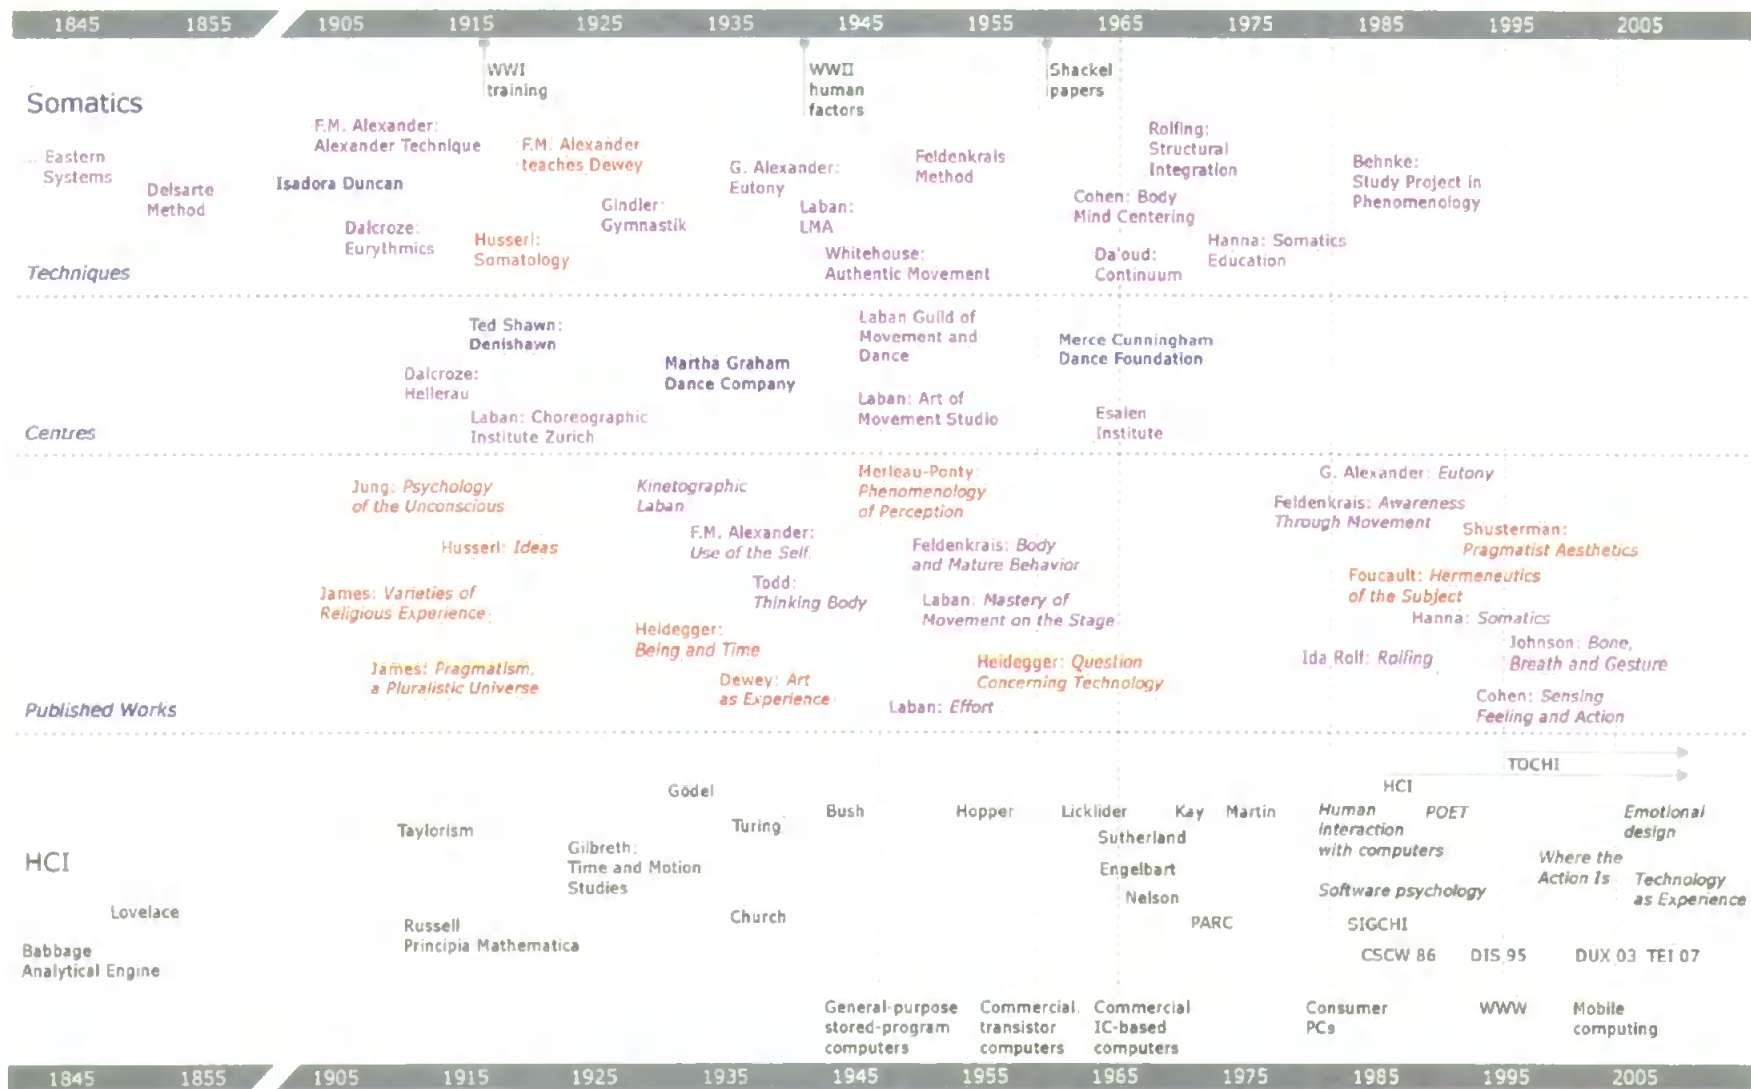 1845 1855 1905 1915 1925 1935 1945 1955 1965 1975 1985 1995 2005
WWI
training
WWII
human
factors
Shackel
papers
Somatics
... Eastern
Systems
Delsarte
Method
F.M. Alexander:
Alexander Technique
Isadora Duncan
Dalcroze:
Eurythmics
F.M. Alexander
teaches Dewey
Husserl:
Somatology
Gindler:
Gymnastik
G. Alexander:
Eutony
Laban:
LMA
Whitehouse:
Authentic Movement
Feldenkrais
Method
Rolfing:
Structural
Integration
Cohen: Body
Mind Centering
Da'oud:
Continuum
Hanna: Somatics
Education
Behnke:
Study Project in
Phenomenology
Techniques
Ted Shawn:
Denishawn
Dalcroze:
Hellerau
Laban: Choreographic
Institute Zurich
Martha Graham
Dance Company
Laban Guild of
Movement and
Dance
Laban: Art of
Movement Studio
Merce Cunningham
Dance Foundation
Esalen
Institute
Centres
Jung: Psychology
of the Unconscious
Husserl: Ideas
James: Varieties of
Religious Experience
James: Pragmatism,
a Pluralistic Universe
Kinetographic
Laban
F.M. Alexander:
Use of the Self
Todd:
Thinking Body
Heidegger:
Being and Time
Dewey: Art
as Experience
Merleau-Ponty:
Phenomenology
of Perception
Feldenkrais: Body
and Mature Behavior
Laban: Mastery of
Movement on the Stage
Heidegger: Question
Concerning Technology
Laban: Effort
G. Alexander: Eutony
Feldenkrais: Awareness
Through Movement
Shusterman:
Pragmatist Aesthetics
Foucault: Hermeneutics
of the Subject
Hanna: Somatics
Ida Rolf: Rolfing
Johnson: Bone,
Breath and Gesture
Cohen: Sensing
Feeling and Action
Published Works
TOCHI
HCI
Gödel
Bush
Hopper
Licklider
Kay
Martin
Human
interaction
with computers
POET
Emotional
design
Taylorism
Turing
Sutherland
Gilbreth:
Time and Motion
Studies
HCI
Engelbart
Where the
Action Is
Technology
as Experience
Nelson
Software psychology
Lovelace
Church
Russell
Principia Mathematica
PARC
SIGCHI
Babbage
Analytical Engine
CSCW 86
DIS 95
DUX 03
TEI 07
General-purpose
stored-program
computers
Commercial
transistor
computers
Commercial
IC-based
computers
Consumer
PCs
WWW
Mobile
computing
1845 1855 1905 1915 1925 1935 1945 1955 1965 1975 1985 1995 2005